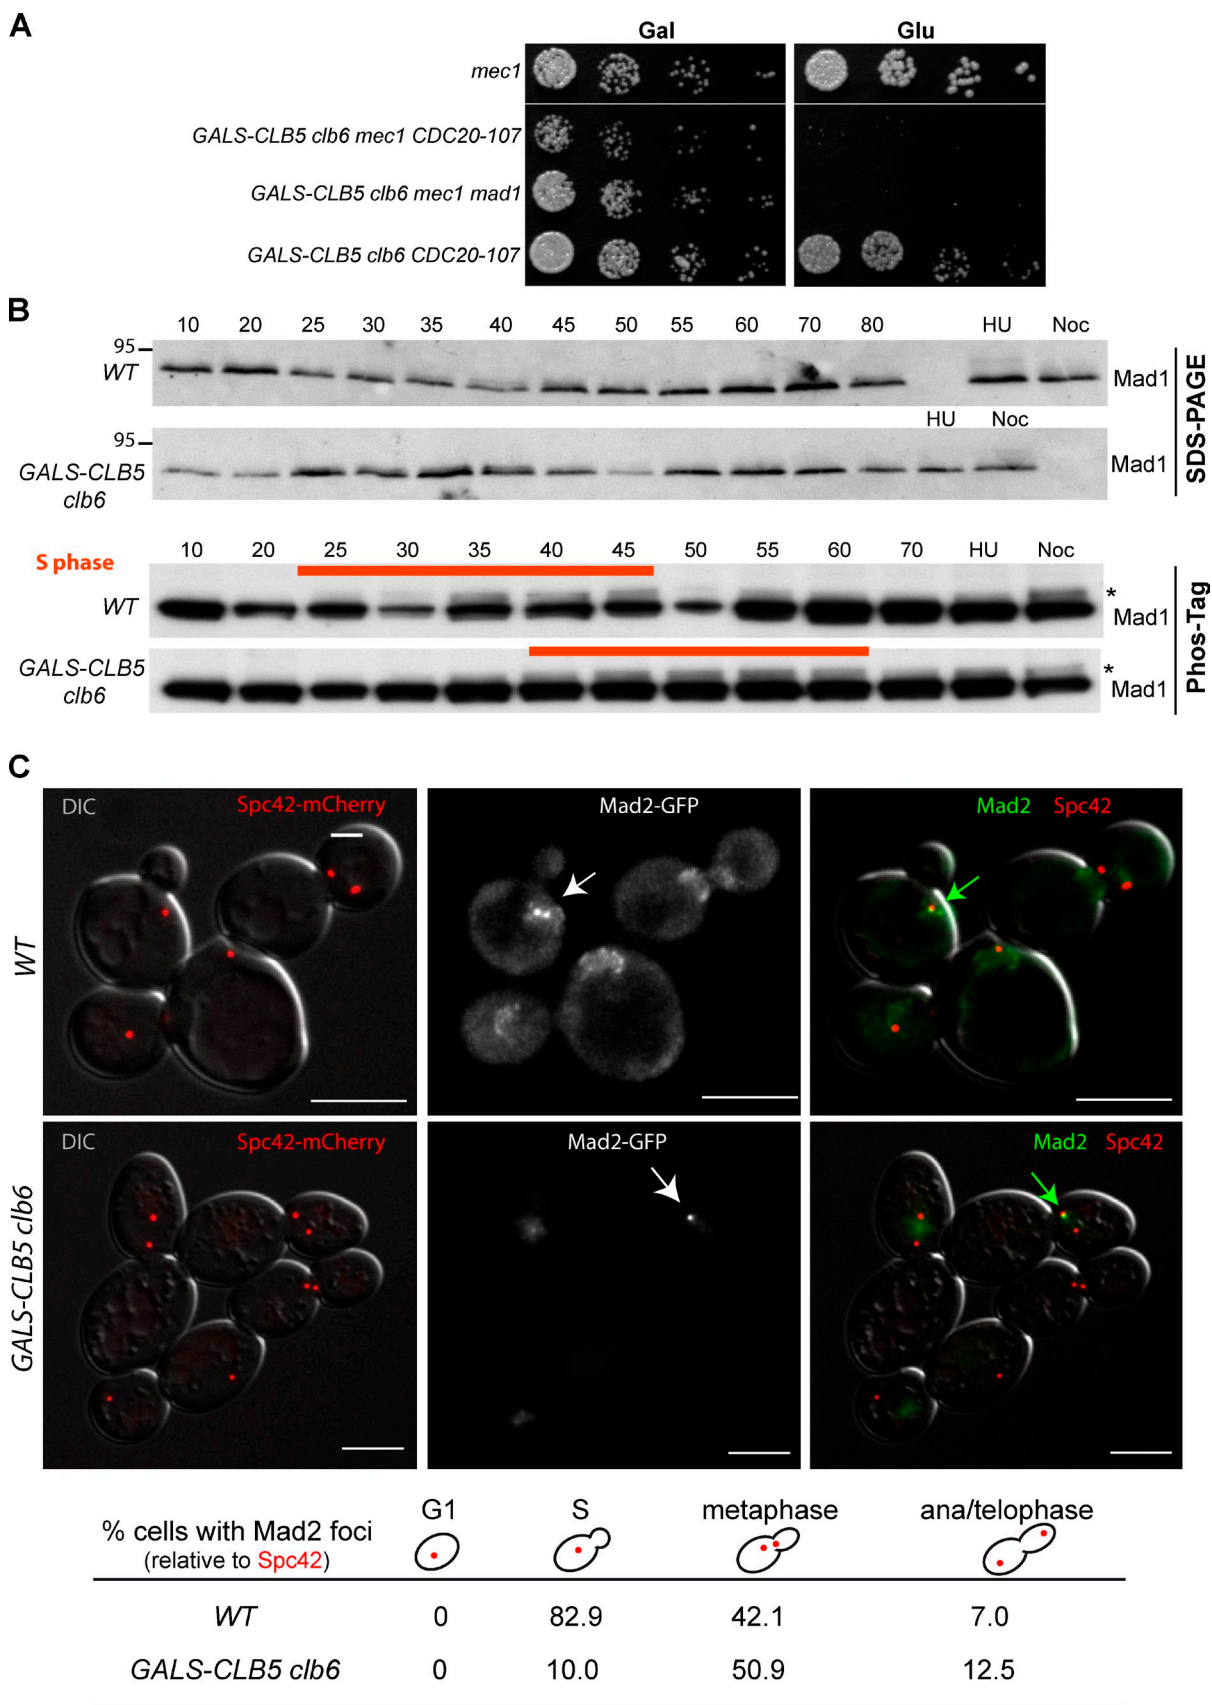 A
Gal Glu
mec1
GALS-CLB5 clb6 mec1 CDC20-107
GALS-CLB5 clb6 mec1 mad1
GALS-CLB5 clb6 CDC20-107
B
10 20 25 30 35 40 45 50 55 60 70 80 HU Noc
95
WT
Mad1
HU Noc
95
GALS-CLB5
clb6
Mad1
SDS-PAGE
10 20 25 30 35 40 45 50 55 60 70 HU Noc
S phase
WT
*
Mad1
GALS-CLB5
clb6
*
Mad1
Phos-Tag
C
DIC Spc42-mCherry
Mad2-GFP
Mad2 Spc42
WT
DIC Spc42-mCherry
Mad2-GFP
Mad2 Spc42
GALS-CLB5 clb6
G1 S metaphase ana/telophase
% cells with Mad2 foci
(relative to Spc42)
WT 0 82.9 42.1 7.0
GALS-CLB5 clb6 0 10.0 50.9 12.5